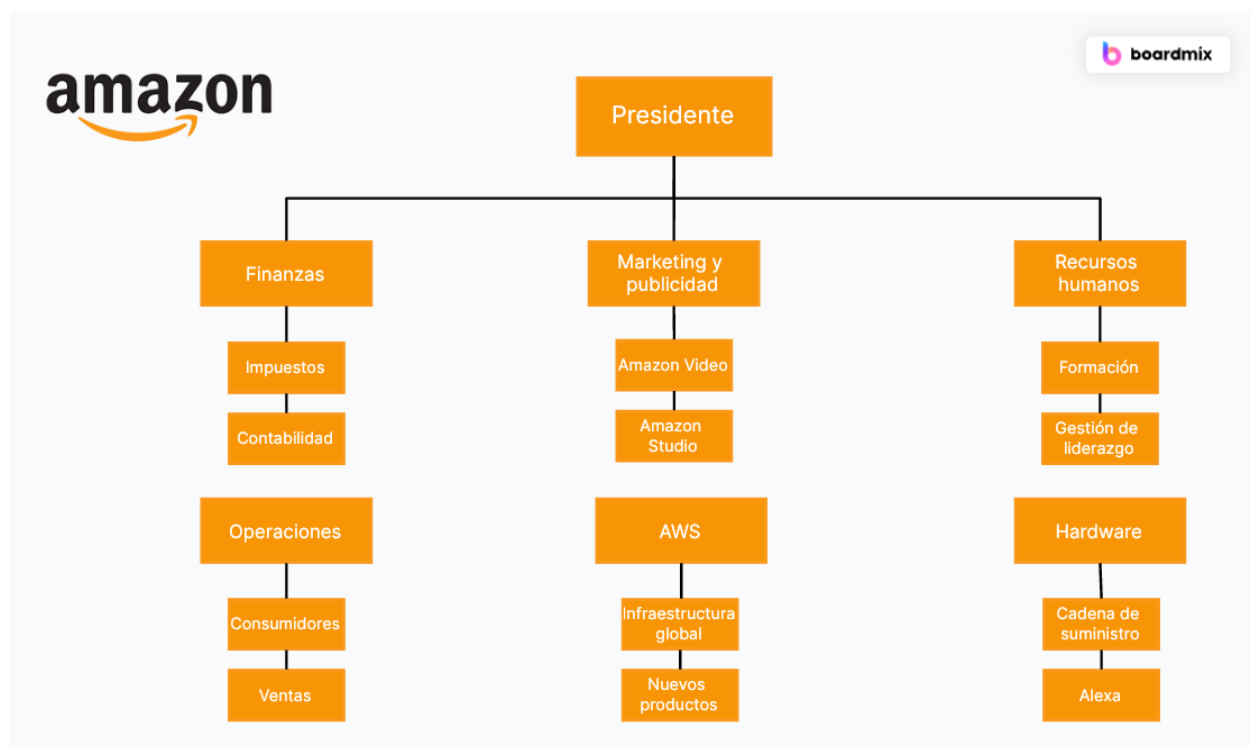 amazon
boardmix
Presidente
Finanzas
Marketing y
publicidad
Recursos
humanos
Impuestos
Amazon Video
Formación
Contabilidad
Amazon
Studio
Gestión de
liderazgo
Operaciones
AWS
Hardware
Consumidores
Infraestructura
global
Cadena de
suministro
Ventas
Nuevos
productos
Alexa